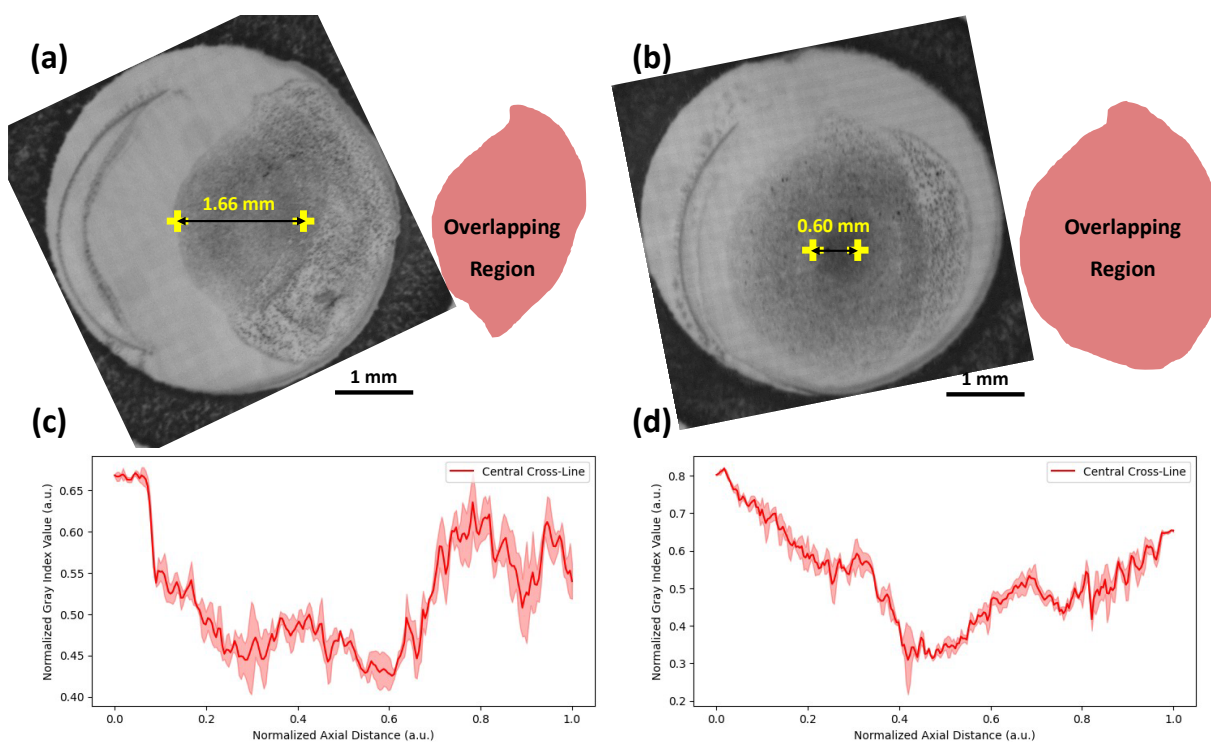 (a)
1.66 mm
Overlapping
Region
1 mm
(b)
0.60 mm
Overlapping
Region
1 mm
(c)
Central Cross-Line
Normalized Gray Index Value (a.u.)
0.65
0.60
0.55
0.50
0.45
0.40
0.0 0.2 0.4 0.6 0.8 1.0
Normalized Axial Distance (a.u.)
(d)
Central Cross-Line
Normalized Gray Index Value (a.u.)
0.8
0.7
0.6
0.5
0.4
0.3
0.2
0.0 0.2 0.4 0.6 0.8 1.0
Normalized Axial Distance (a.u.)